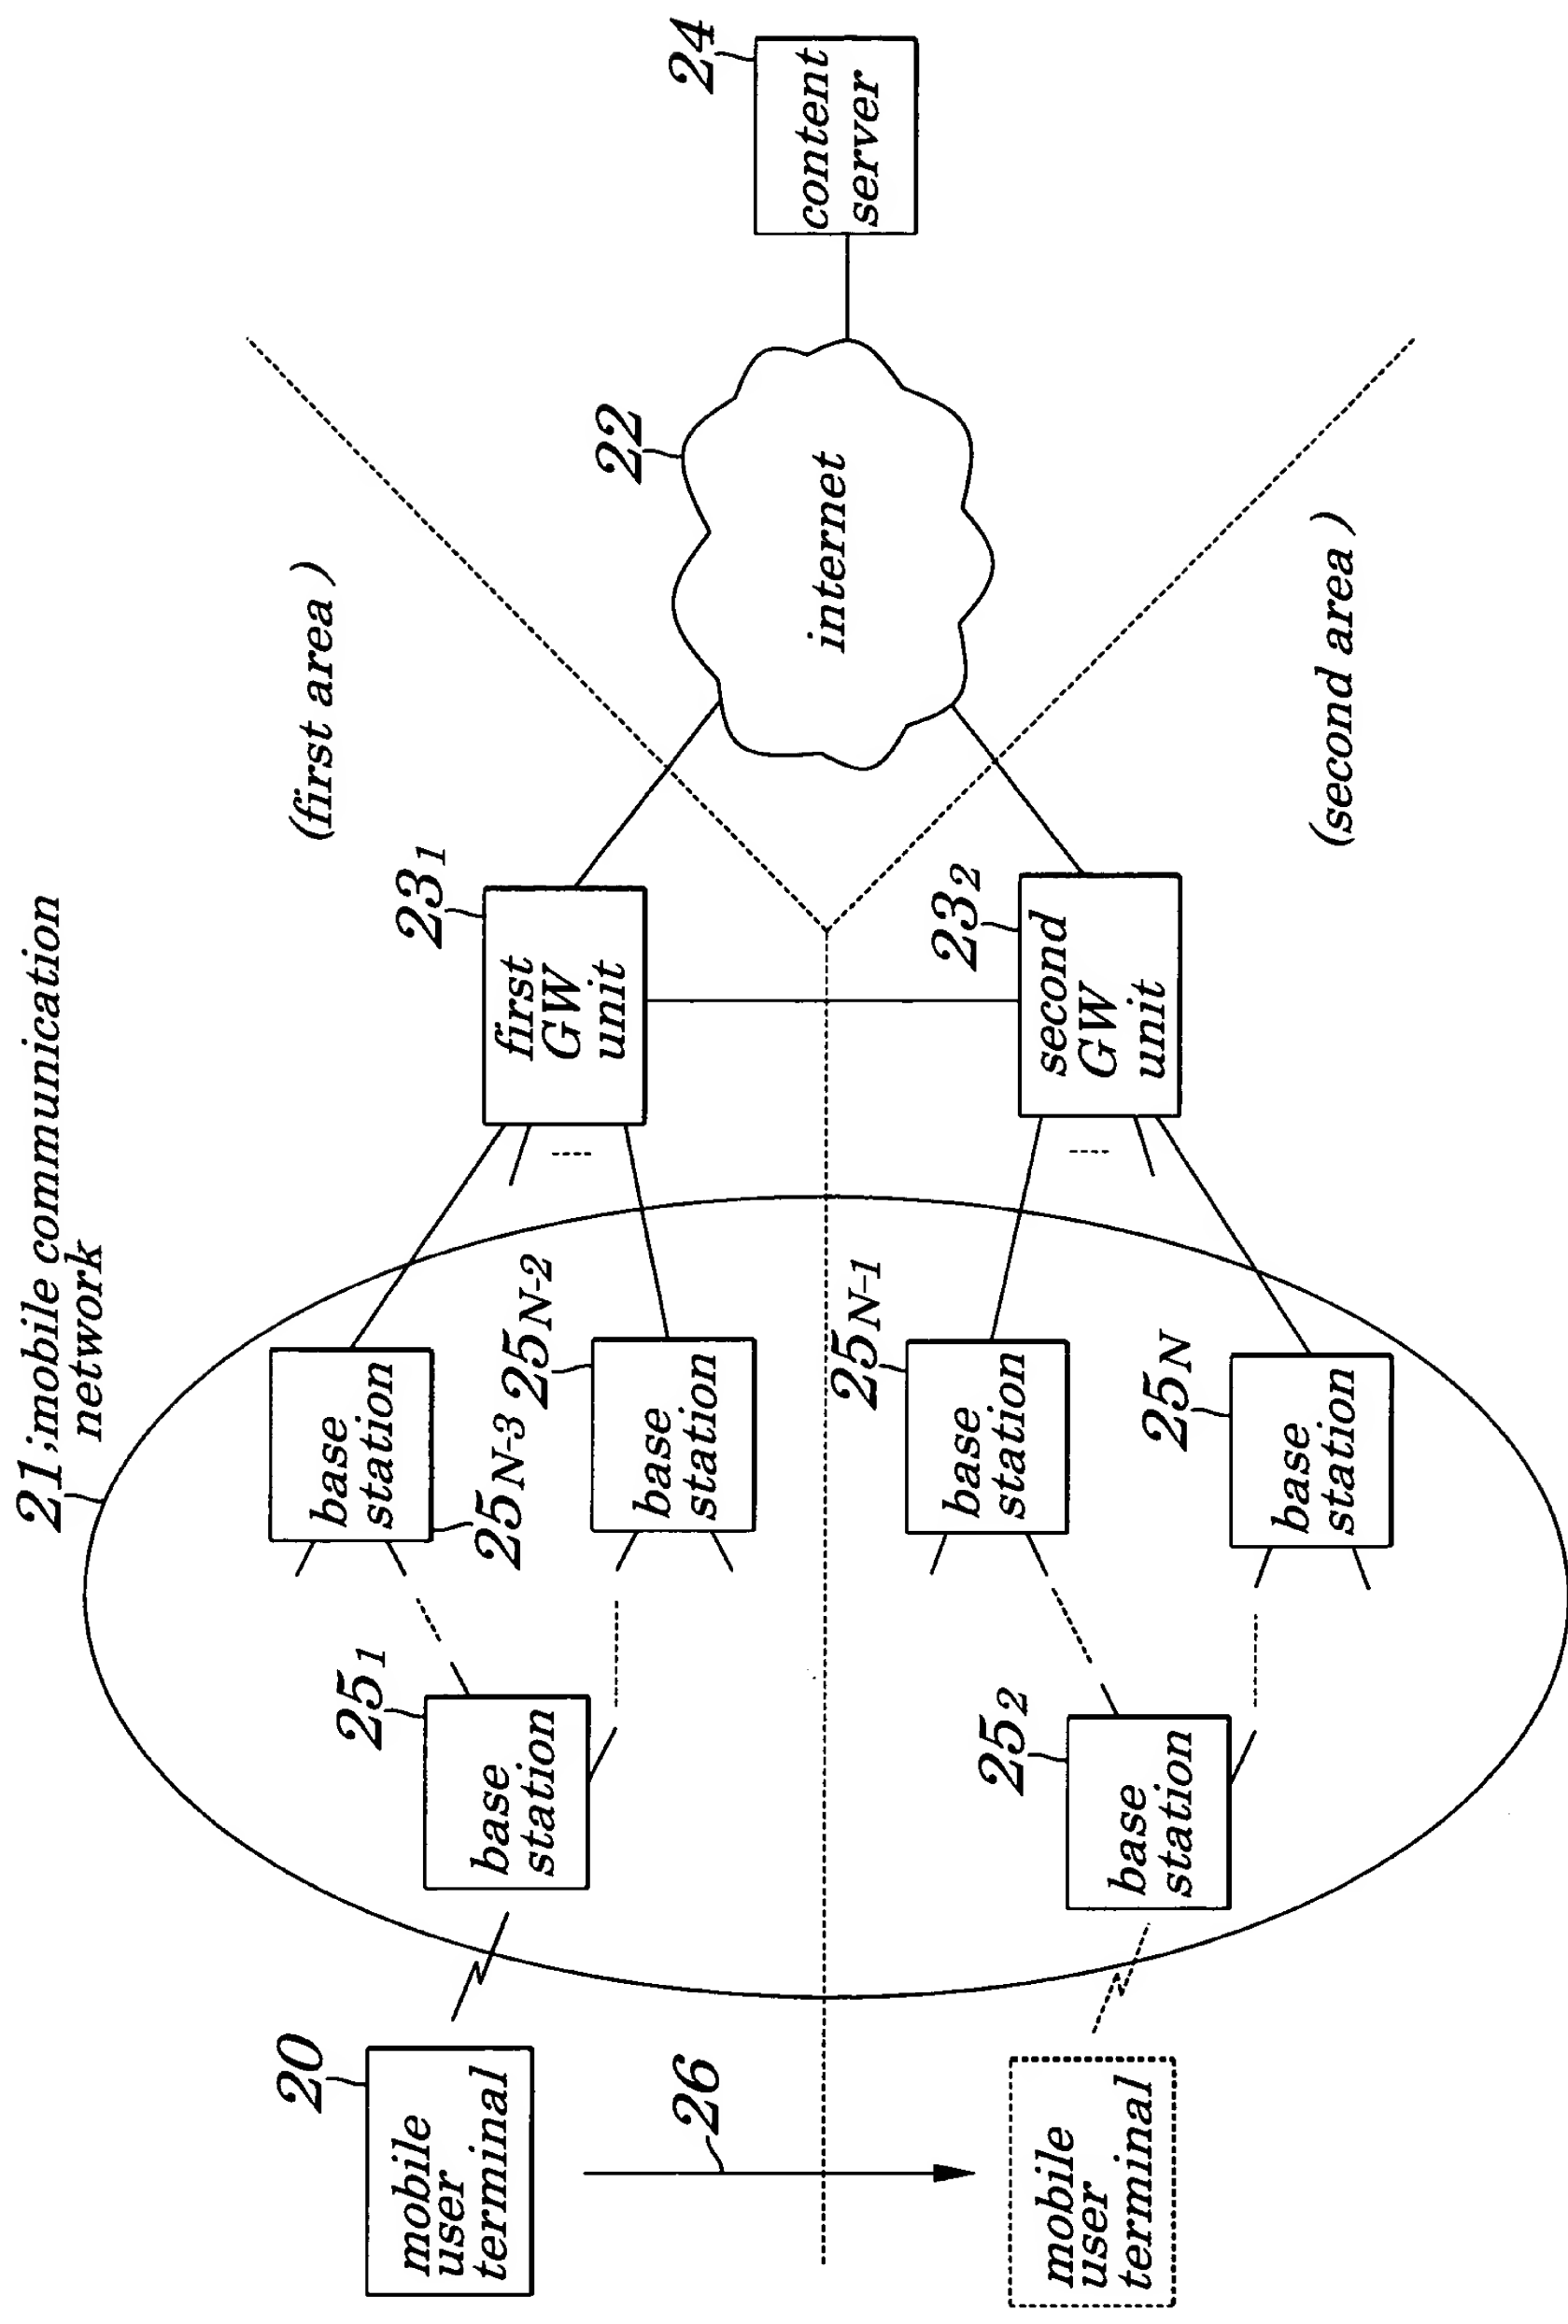 21;mobile communication
network
20
mobile
user
terminal
25₁
base
station
base
station
25N-3
25N-2
base
station
23₁
first
GW
unit
(first area)
22
internet
24
content
server
26
mobile
user
terminal
25₂
base
station
25N-1
base
station
25N
base
station
23₂
second
GW
unit
(second area)